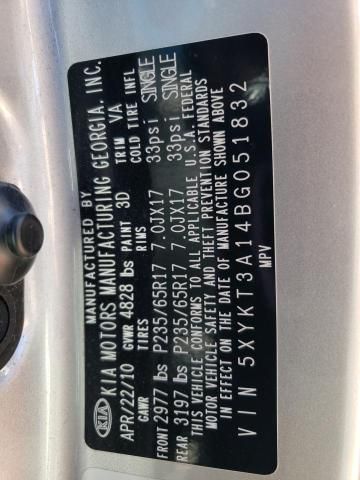 MANUFACTURED BY
KIA KIA MOTORS MANUFACTURING GEORGIA, INC.
APR/22/10 GVWR 4828 lbs PAINT 3D TRIM VA
GAWR TIRES RIMS COLD TIRE INFL
FRONT 2977 lbs P235/65R17 7.0JX17 33psi SINGLE
REAR 3197 lbs P235/65R17 7.0JX17 33psi SINGLE
THIS VEHICLE CONFORMS TO ALL APPLICABLE U.S.A. FEDERAL
MOTOR VEHICLE SAFETY AND THEFT PREVENTION STANDARDS
IN EFFECT ON THE DATE OF MANUFACTURE SHOWN ABOVE
VIN 5XYKT3A14BG051832
MPV